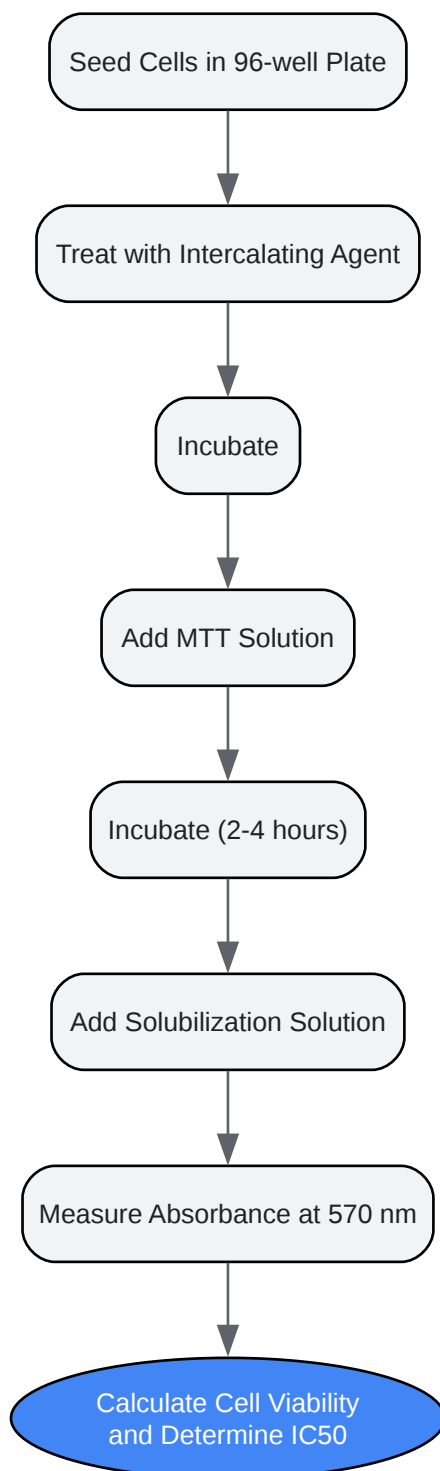 Seed Cells in 96-well Plate
Treat with Intercalating Agent
Incubate
Add MTT Solution
Incubate (2-4 hours)
Add Solubilization Solution
Measure Absorbance at 570 nm
Calculate Cell Viability
and Determine IC50